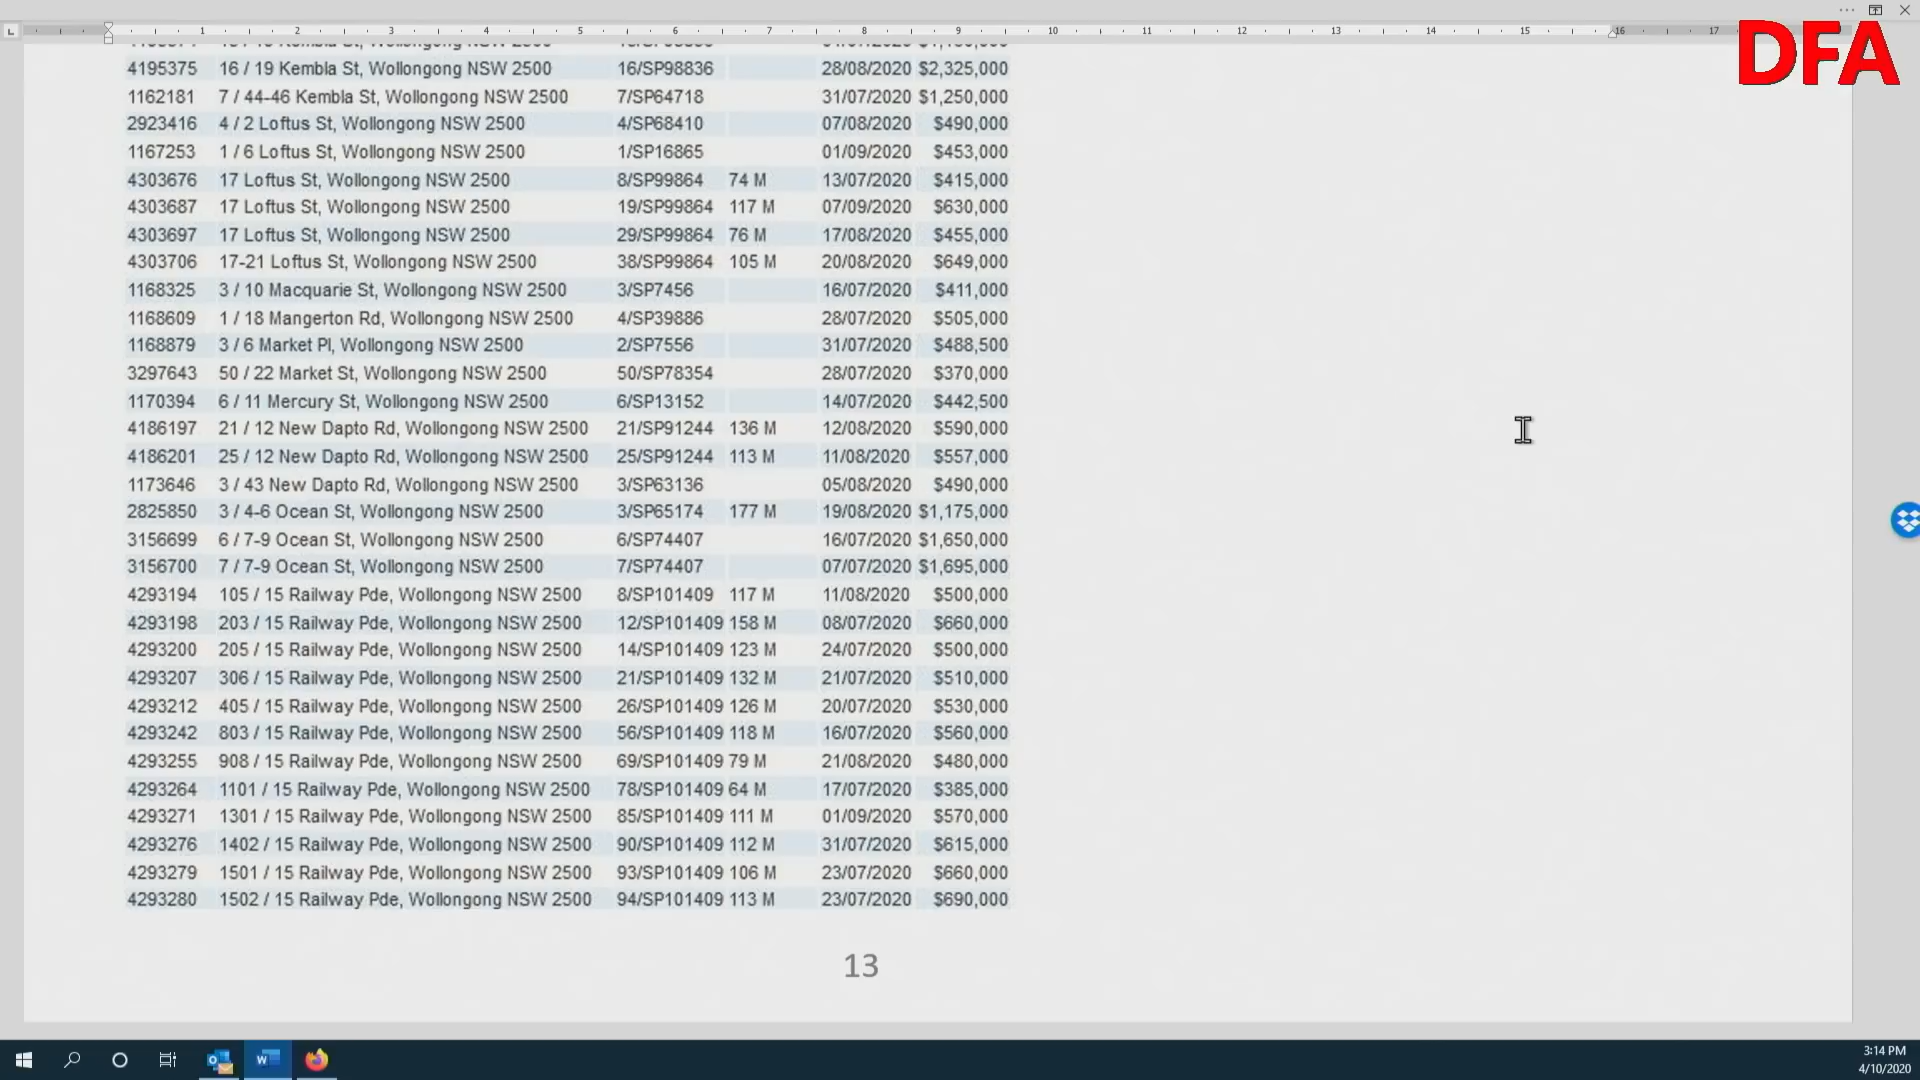 1 2 3 4 5 6 7 8 9 10 11 12 13 14 15 16 17
DFA
4195375 16 / 19 Kembla St, Wollongong NSW 2500 16/SP98836 28/08/2020 $2,325,000
1162181 7 / 44-46 Kembla St, Wollongong NSW 2500 7/SP64718 31/07/2020 $1,250,000
2923416 4 / 2 Loftus St, Wollongong NSW 2500 4/SP68410 07/08/2020 $490,000
1167253 1 / 6 Loftus St, Wollongong NSW 2500 1/SP16865 01/09/2020 $453,000
4303676 17 Loftus St, Wollongong NSW 2500 8/SP99864 74 M 13/07/2020 $415,000
4303687 17 Loftus St, Wollongong NSW 2500 19/SP99864 117 M 07/09/2020 $630,000
4303697 17 Loftus St, Wollongong NSW 2500 29/SP99864 76 M 17/08/2020 $455,000
4303706 17-21 Loftus St, Wollongong NSW 2500 38/SP99864 105 M 20/08/2020 $649,000
1168325 3 / 10 Macquarie St, Wollongong NSW 2500 3/SP7456 16/07/2020 $411,000
1168609 1 / 18 Mangerton Rd, Wollongong NSW 2500 4/SP39886 28/07/2020 $505,000
1168879 3 / 6 Market Pl, Wollongong NSW 2500 2/SP7556 31/07/2020 $488,500
3297643 50 / 22 Market St, Wollongong NSW 2500 50/SP78354 28/07/2020 $370,000
1170394 6 / 11 Mercury St, Wollongong NSW 2500 6/SP13152 14/07/2020 $442,500
4186197 21 / 12 New Dapto Rd, Wollongong NSW 2500 21/SP91244 136 M 12/08/2020 $590,000
4186201 25 / 12 New Dapto Rd, Wollongong NSW 2500 25/SP91244 113 M 11/08/2020 $557,000
1173646 3 / 43 New Dapto Rd, Wollongong NSW 2500 3/SP63136 05/08/2020 $490,000
2825850 3 / 4-6 Ocean St, Wollongong NSW 2500 3/SP65174 177 M 19/08/2020 $1,175,000
3156699 6 / 7-9 Ocean St, Wollongong NSW 2500 6/SP74407 16/07/2020 $1,650,000
3156700 7 / 7-9 Ocean St, Wollongong NSW 2500 7/SP74407 07/07/2020 $1,695,000
4293194 105 / 15 Railway Pde, Wollongong NSW 2500 8/SP101409 117 M 11/08/2020 $500,000
4293198 203 / 15 Railway Pde, Wollongong NSW 2500 12/SP101409 158 M 08/07/2020 $660,000
4293200 205 / 15 Railway Pde, Wollongong NSW 2500 14/SP101409 123 M 24/07/2020 $500,000
4293207 306 / 15 Railway Pde, Wollongong NSW 2500 21/SP101409 132 M 21/07/2020 $510,000
4293212 405 / 15 Railway Pde, Wollongong NSW 2500 26/SP101409 126 M 20/07/2020 $530,000
4293242 803 / 15 Railway Pde, Wollongong NSW 2500 56/SP101409 118 M 16/07/2020 $560,000
4293255 908 / 15 Railway Pde, Wollongong NSW 2500 69/SP101409 79 M 21/08/2020 $480,000
4293264 1101 / 15 Railway Pde, Wollongong NSW 2500 78/SP101409 64 M 17/07/2020 $385,000
4293271 1301 / 15 Railway Pde, Wollongong NSW 2500 85/SP101409 111 M 01/09/2020 $570,000
4293276 1402 / 15 Railway Pde, Wollongong NSW 2500 90/SP101409 112 M 31/07/2020 $615,000
4293279 1501 / 15 Railway Pde, Wollongong NSW 2500 93/SP101409 106 M 23/07/2020 $660,000
4293280 1502 / 15 Railway Pde, Wollongong NSW 2500 94/SP101409 113 M 23/07/2020 $690,000
13
3:14 PM
4/10/2020